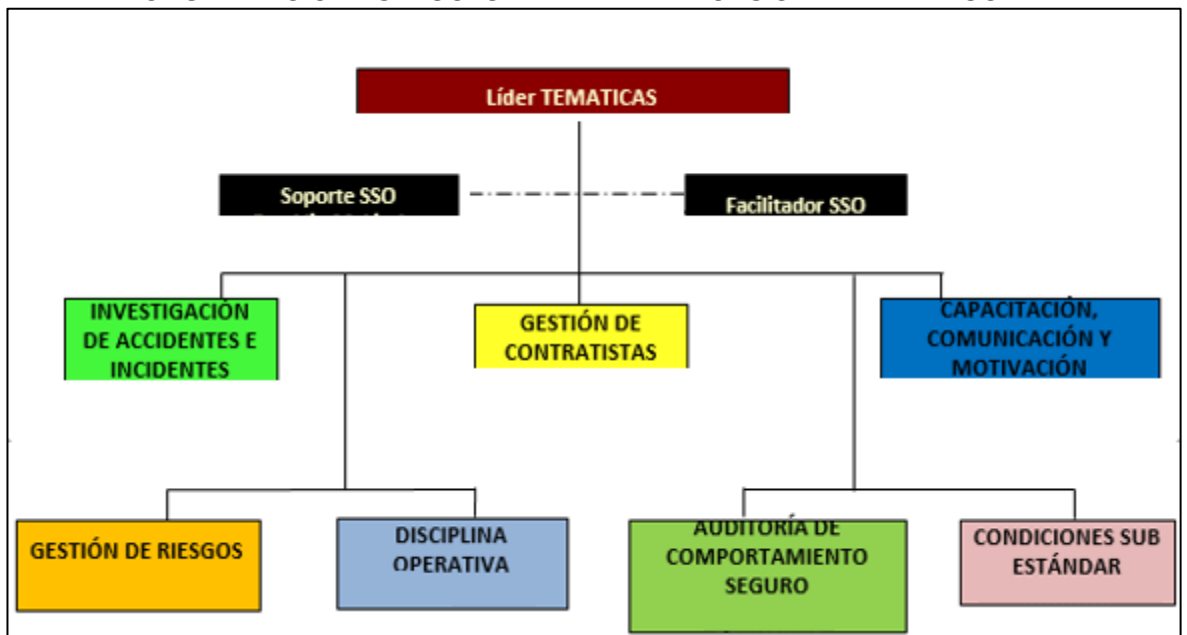 Líder TEMATICAS
Soporte SSO
Facilitador SSO
INVESTIGACIÓN
DE ACCIDENTES E
INCIDENTES
GESTIÓN DE
CONTRATISTAS
CAPACITACIÓN,
COMUNICACIÓN Y
MOTIVACIÓN
GESTIÓN DE RIESGOS
DISCIPLINA
OPERATIVA
AUDITORÍA DE
COMPORTAMIENTO
SEGURO
CONDICIONES SUB
ESTÁNDAR